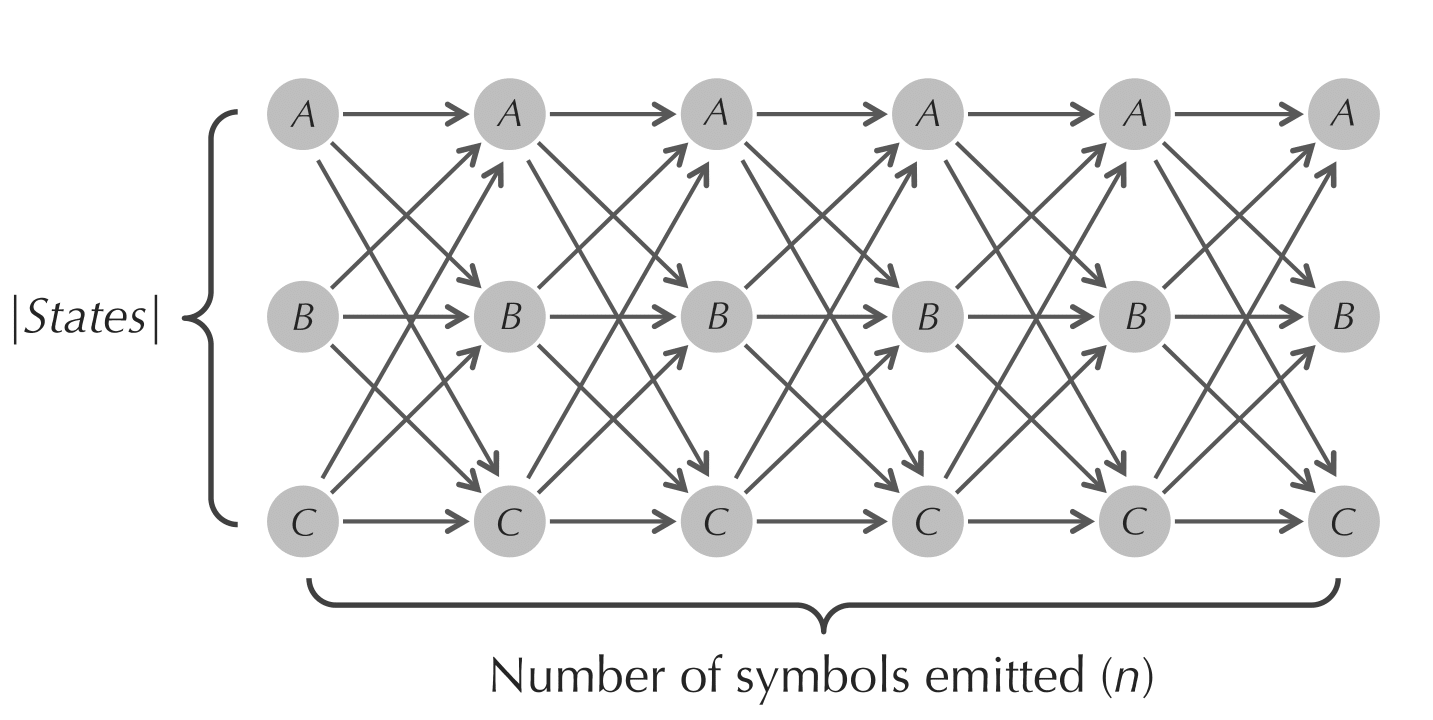 A A A A A A
|States| B B B B B B
C C C C C C
Number of symbols emitted (n)